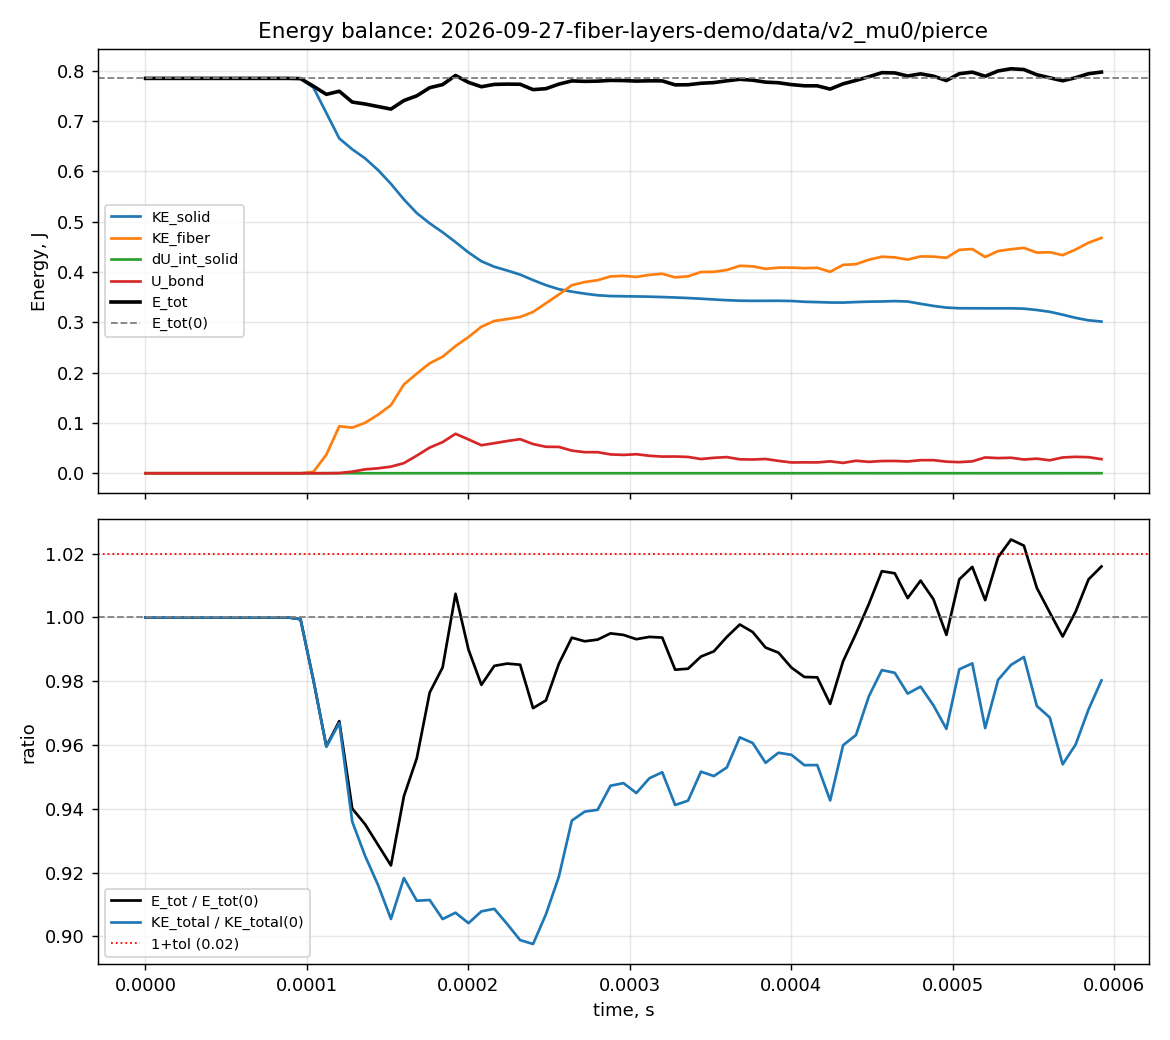 Energy balance: 2026-09-27-fiber-layers-demo/data/v2_mu0/pierce
Energy, J
0.8
0.7
0.6
0.5
0.4
0.3
0.2
0.1
0.0
KE_solid
KE_fiber
dU_int_solid
U_bond
E_tot
E_tot(0)
ratio
1.02
1.00
0.98
0.96
0.94
0.92
0.90
E_tot / E_tot(0)
KE_total / KE_total(0)
1+tol (0.02)
0.0000 0.0001 0.0002 0.0003 0.0004 0.0005 0.0006
time, s